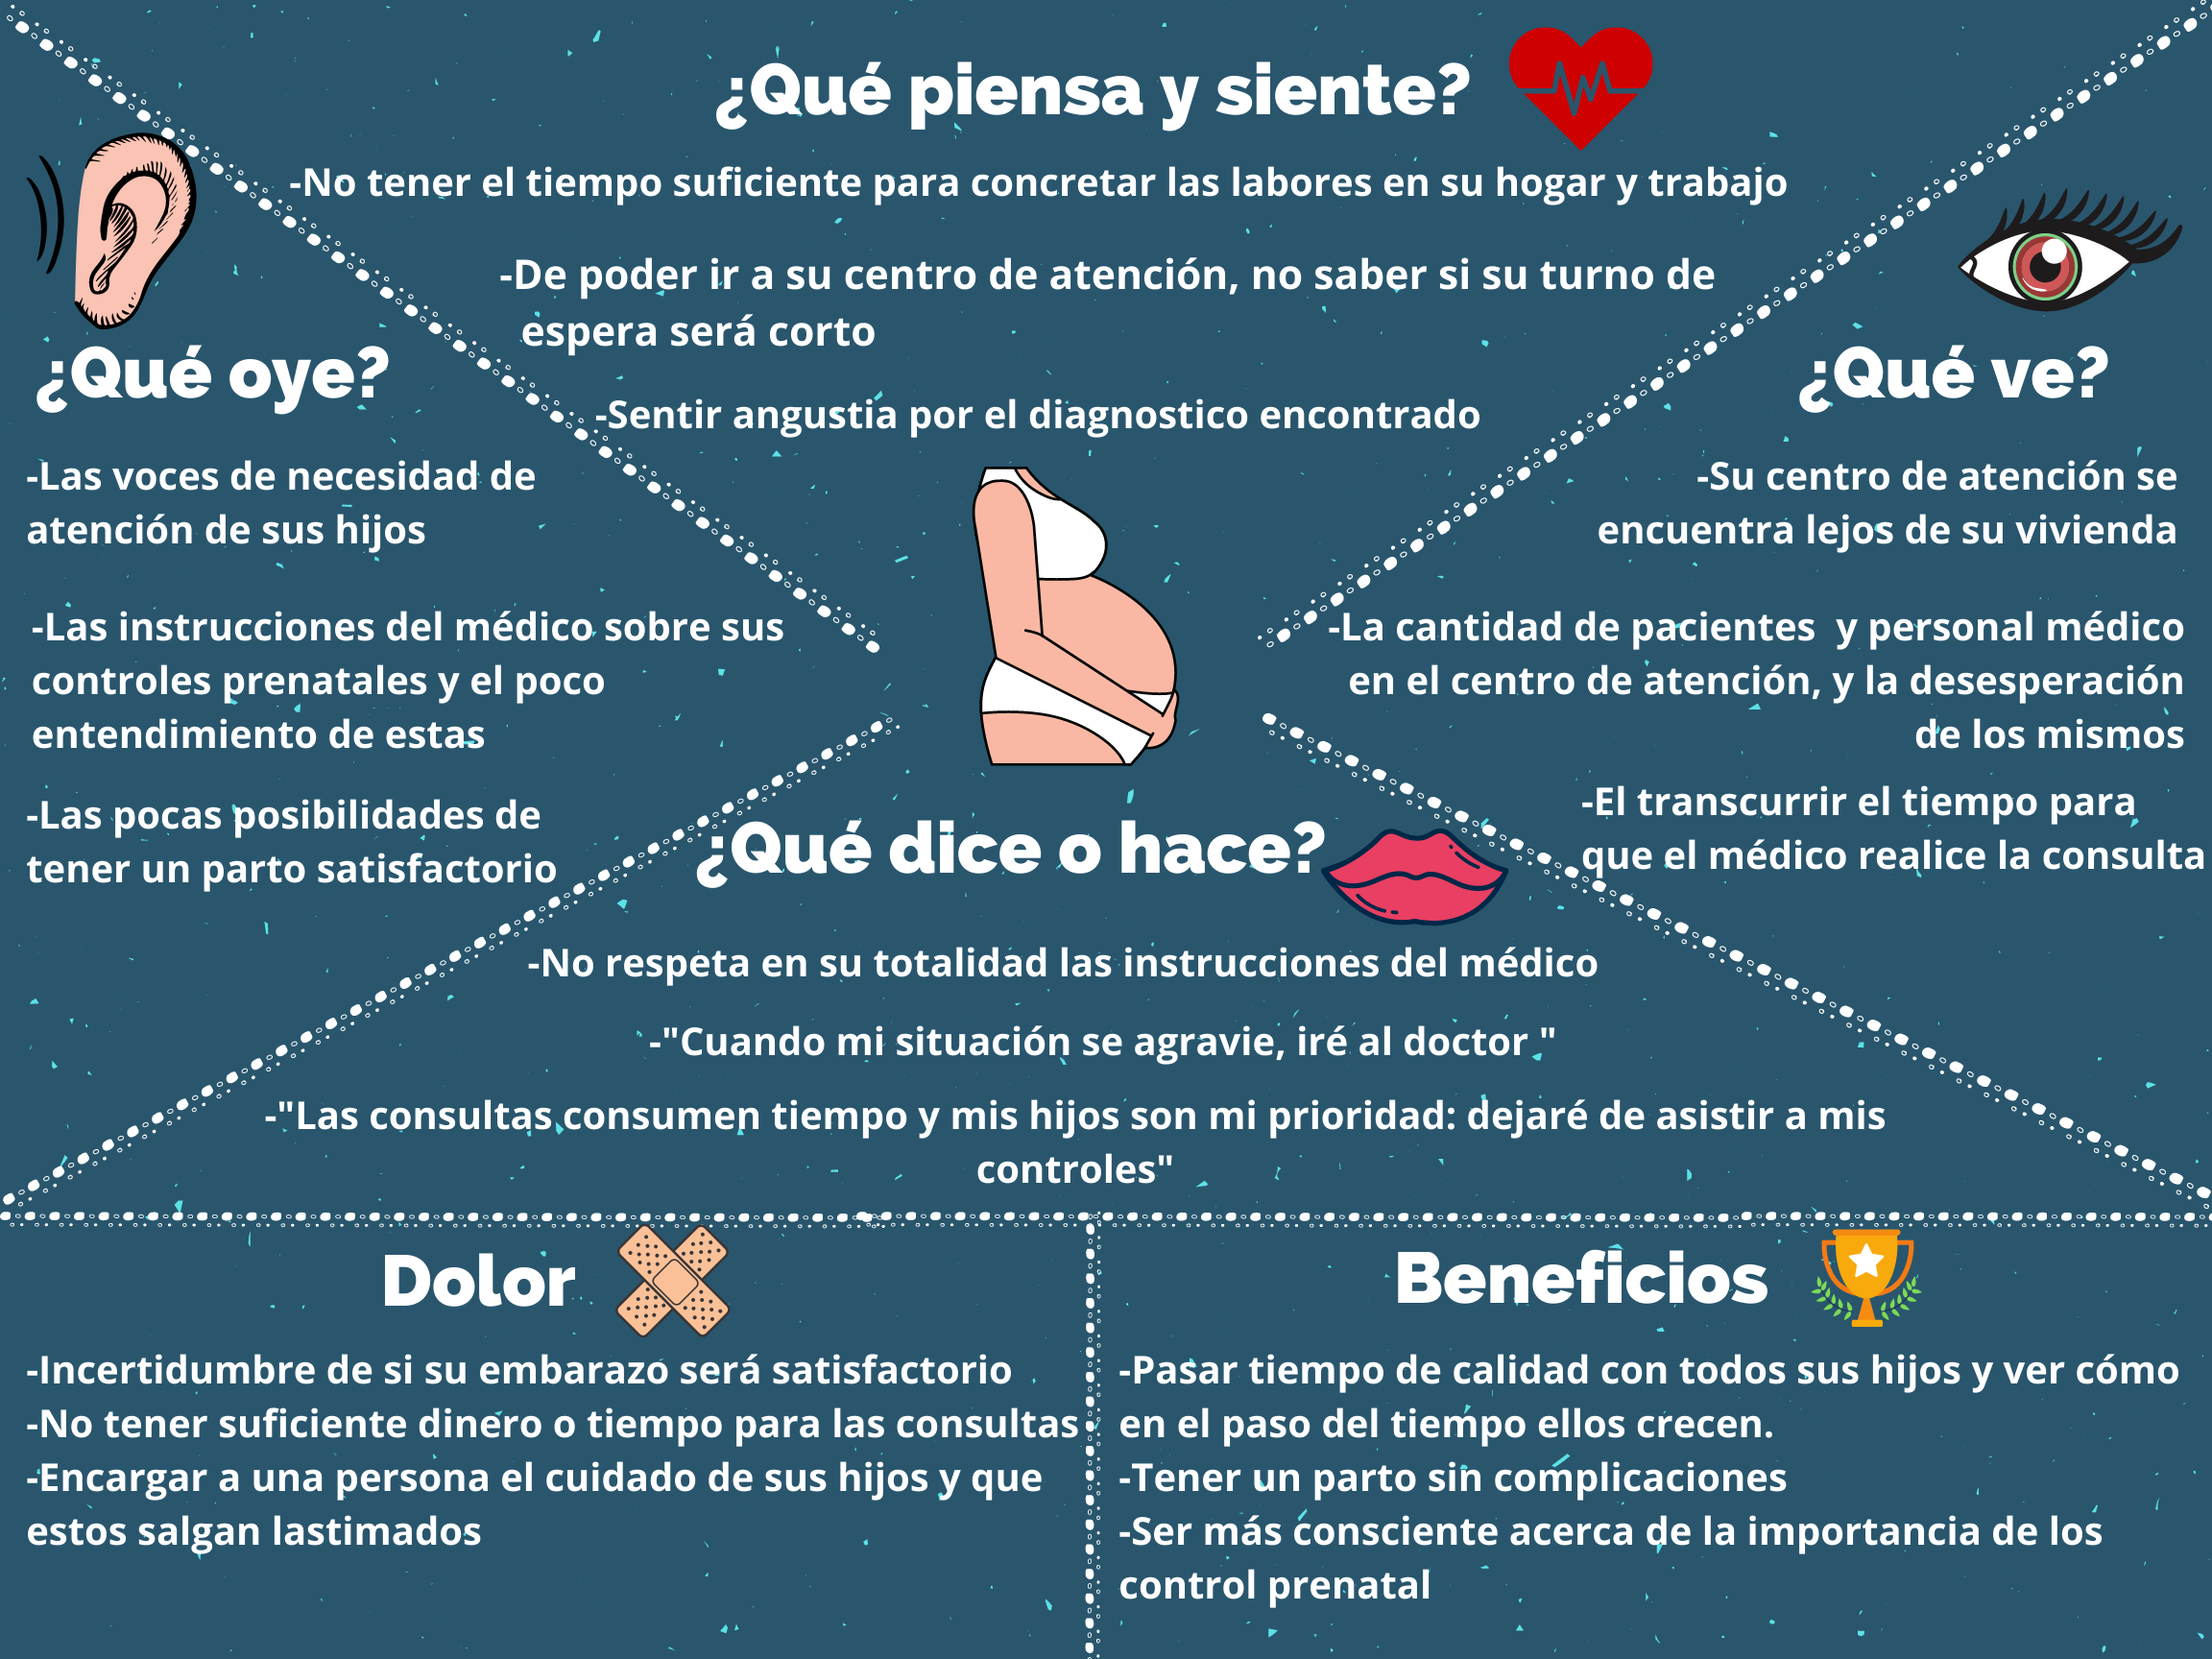 ¿Qué piensa y siente?
-No tener el tiempo suficiente para concretar las labores en su hogar y trabajo
-De poder ir a su centro de atención, no saber si su turno de
espera será corto
-Sentir angustia por el diagnostico encontrado
¿Qué oye?
-Las voces de necesidad de
atención de sus hijos
-Las instrucciones del médico sobre sus
controles prenatales y el poco
entendimiento de estas
-Las pocas posibilidades de
tener un parto satisfactorio
¿Qué ve?
-Su centro de atención se
encuentra lejos de su vivienda
-La cantidad de pacientes  y personal médico
en el centro de atención, y la desesperación
de los mismos
-El transcurrir el tiempo para
que el médico realice la consulta
¿Qué dice o hace?
-No respeta en su totalidad las instrucciones del médico
-"Cuando mi situación se agravie, iré al doctor "
-"Las consultas consumen tiempo y mis hijos son mi prioridad: dejaré de asistir a mis
controles"
Dolor
-Incertidumbre de si su embarazo será satisfactorio
-No tener suficiente dinero o tiempo para las consultas
-Encargar a una persona el cuidado de sus hijos y que
estos salgan lastimados
Beneficios
-Pasar tiempo de calidad con todos sus hijos y ver cómo
en el paso del tiempo ellos crecen.
-Tener un parto sin complicaciones
-Ser más consciente acerca de la importancia de los
control prenatal